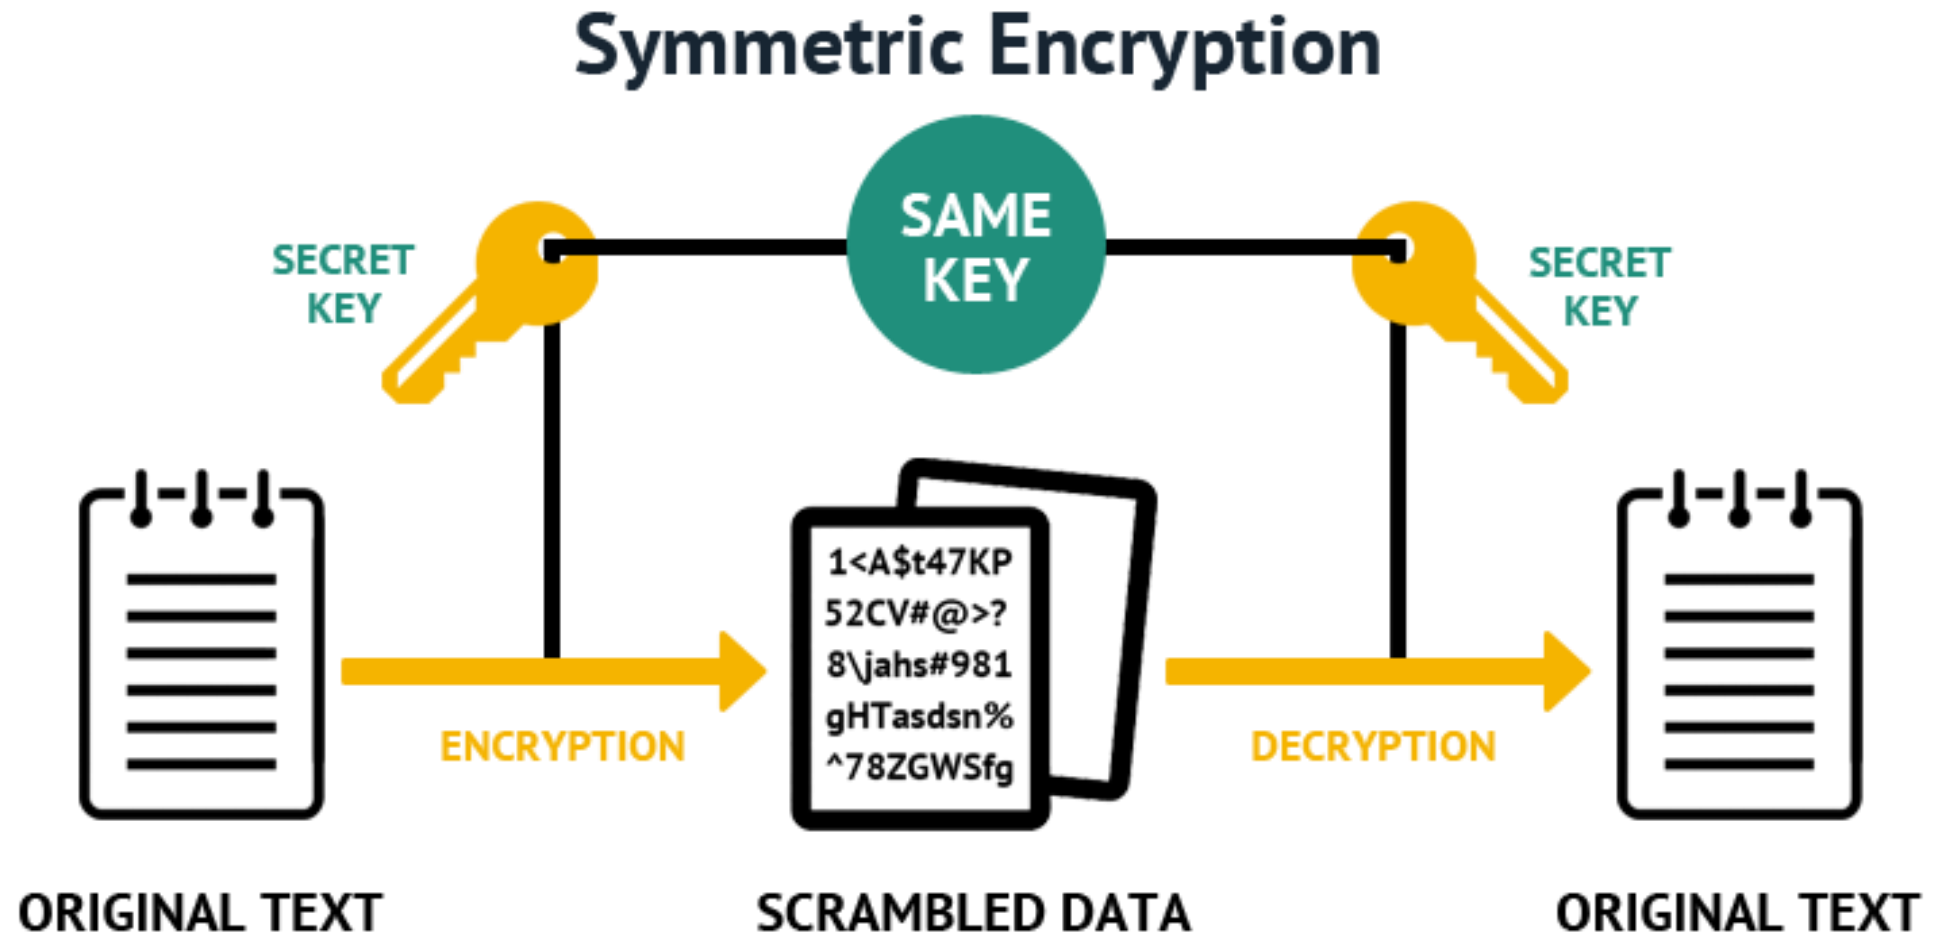 Symmetric Encryption
SAME
KEY
SECRET
KEY
SECRET
KEY
1<A$t47KP
52CV#@>?
8\jahs#981
gHTasdsn%
^78ZGWSfg
ENCRYPTION
DECRYPTION
ORIGINAL TEXT
SCRAMBLED DATA
ORIGINAL TEXT